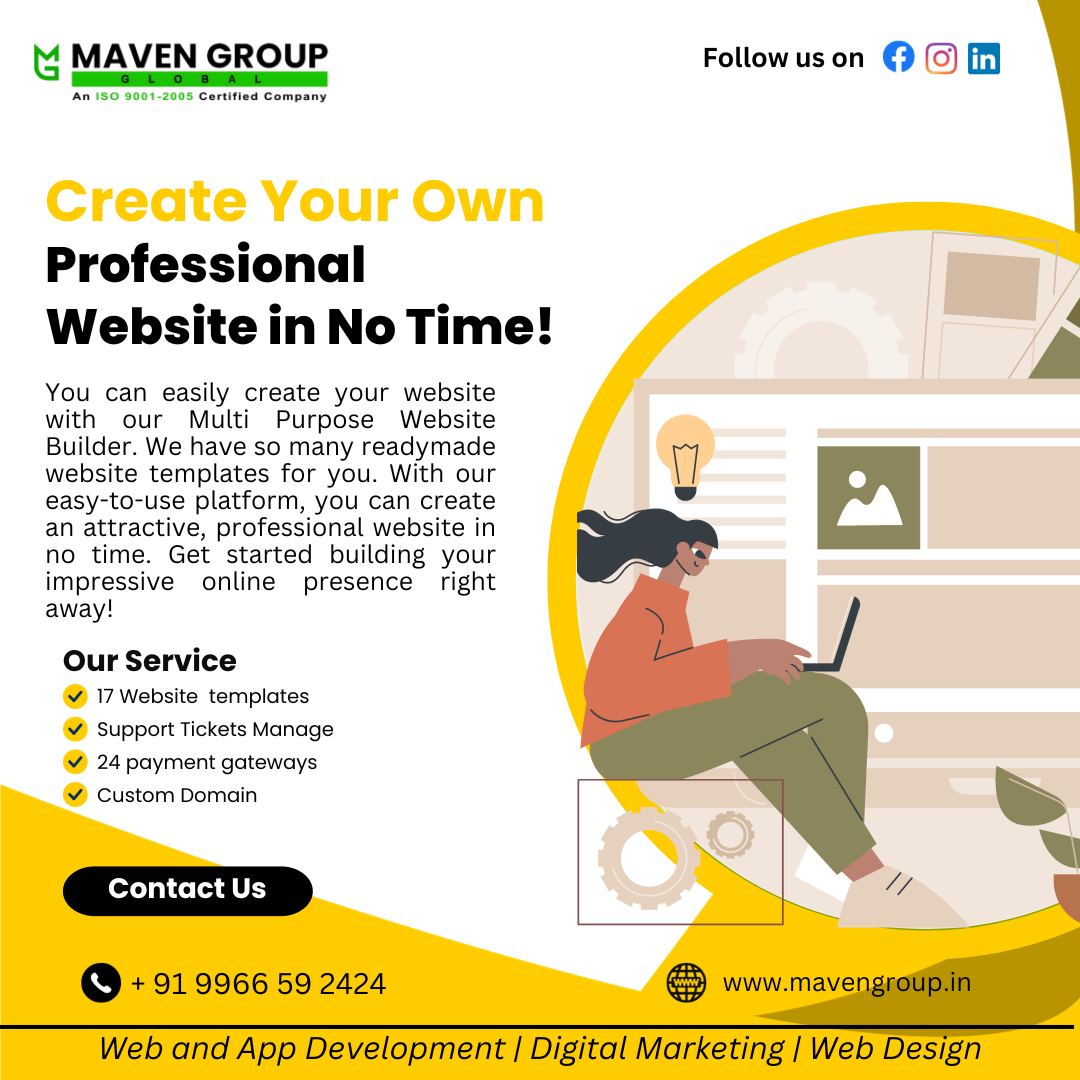 MAVEN GROUP
GLOBAL
An ISO 9001-2005 Certified Company
Follow us on
Create Your Own
Professional
Website in No Time!
You can easily create your website
with our Multi Purpose Website
Builder. We have so many readymade
website templates for you. With our
easy-to-use platform, you can create
an attractive, professional website in
no time. Get started building your
impressive online presence right
away!
Our Service
17 Website templates
Support Tickets Manage
24 payment gateways
Custom Domain
Contact Us
+ 91 9966 59 2424
www.mavengroup.in
Web and App Development | Digital Marketing | Web Design